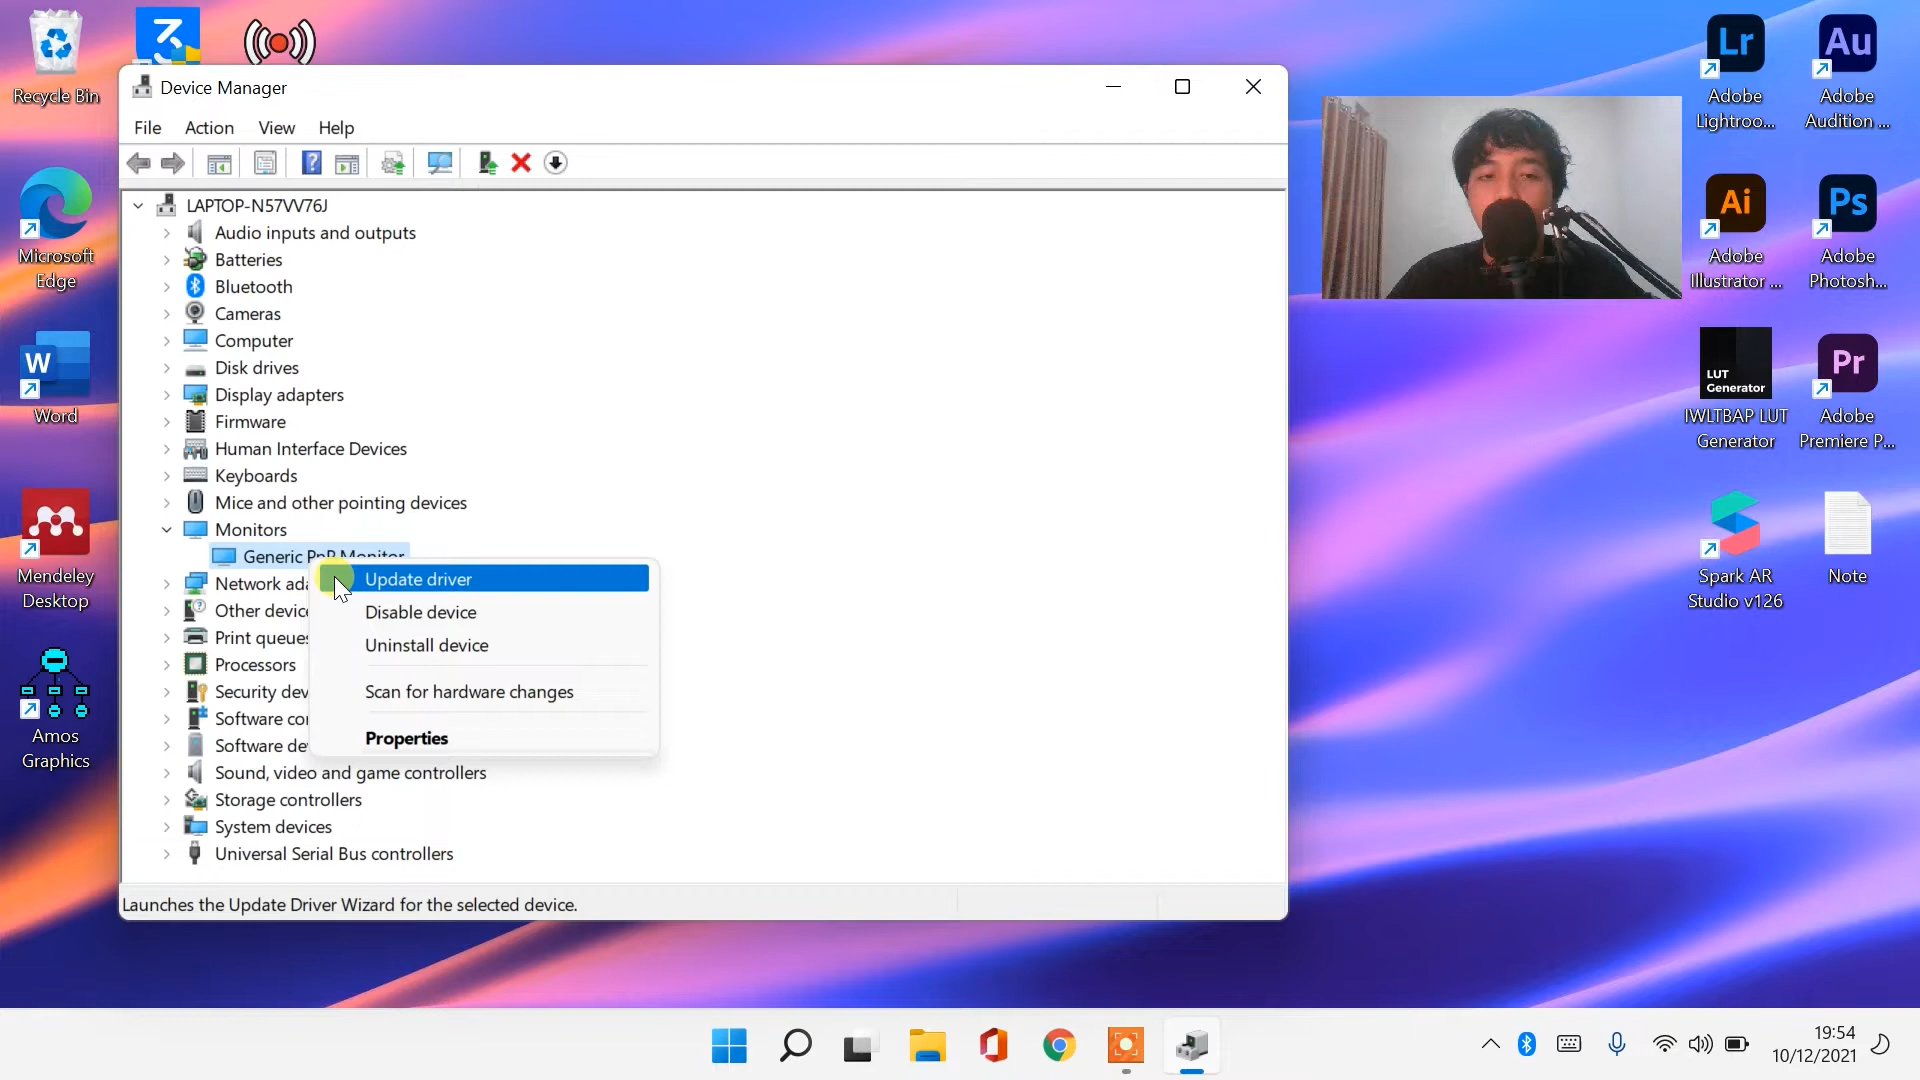 Recycle Bin
Microsoft
Edge
W
Word
Mendeley
Desktop
Amos
Graphics
Device Manager
File Action View Help
LAPTOP-N57VV76J
Audio inputs and outputs
Batteries
Bluetooth
Cameras
Computer
Disk drives
Display adapters
Firmware
Human Interface Devices
Keyboards
Mice and other pointing devices
Monitors
Generic PnP Monitor
Network ada
Other device
Print queues
Processors
Security dev
Software co
Software de
Sound, video and game controllers
Storage controllers
System devices
Universal Serial Bus controllers
Update driver
Disable device
Uninstall device
Scan for hardware changes
Properties
Launches the Update Driver Wizard for the selected device.
Lr
Adobe
Lightroo...
Au
Adobe
Audition ...
Ai
Adobe
Illustrator ...
Ps
Adobe
Photosh...
LUT
Generator
IWLTBAP LUT
Generator
Pr
Adobe
Premiere P...
Spark AR
Studio v126
Note
19:54
10/12/2021